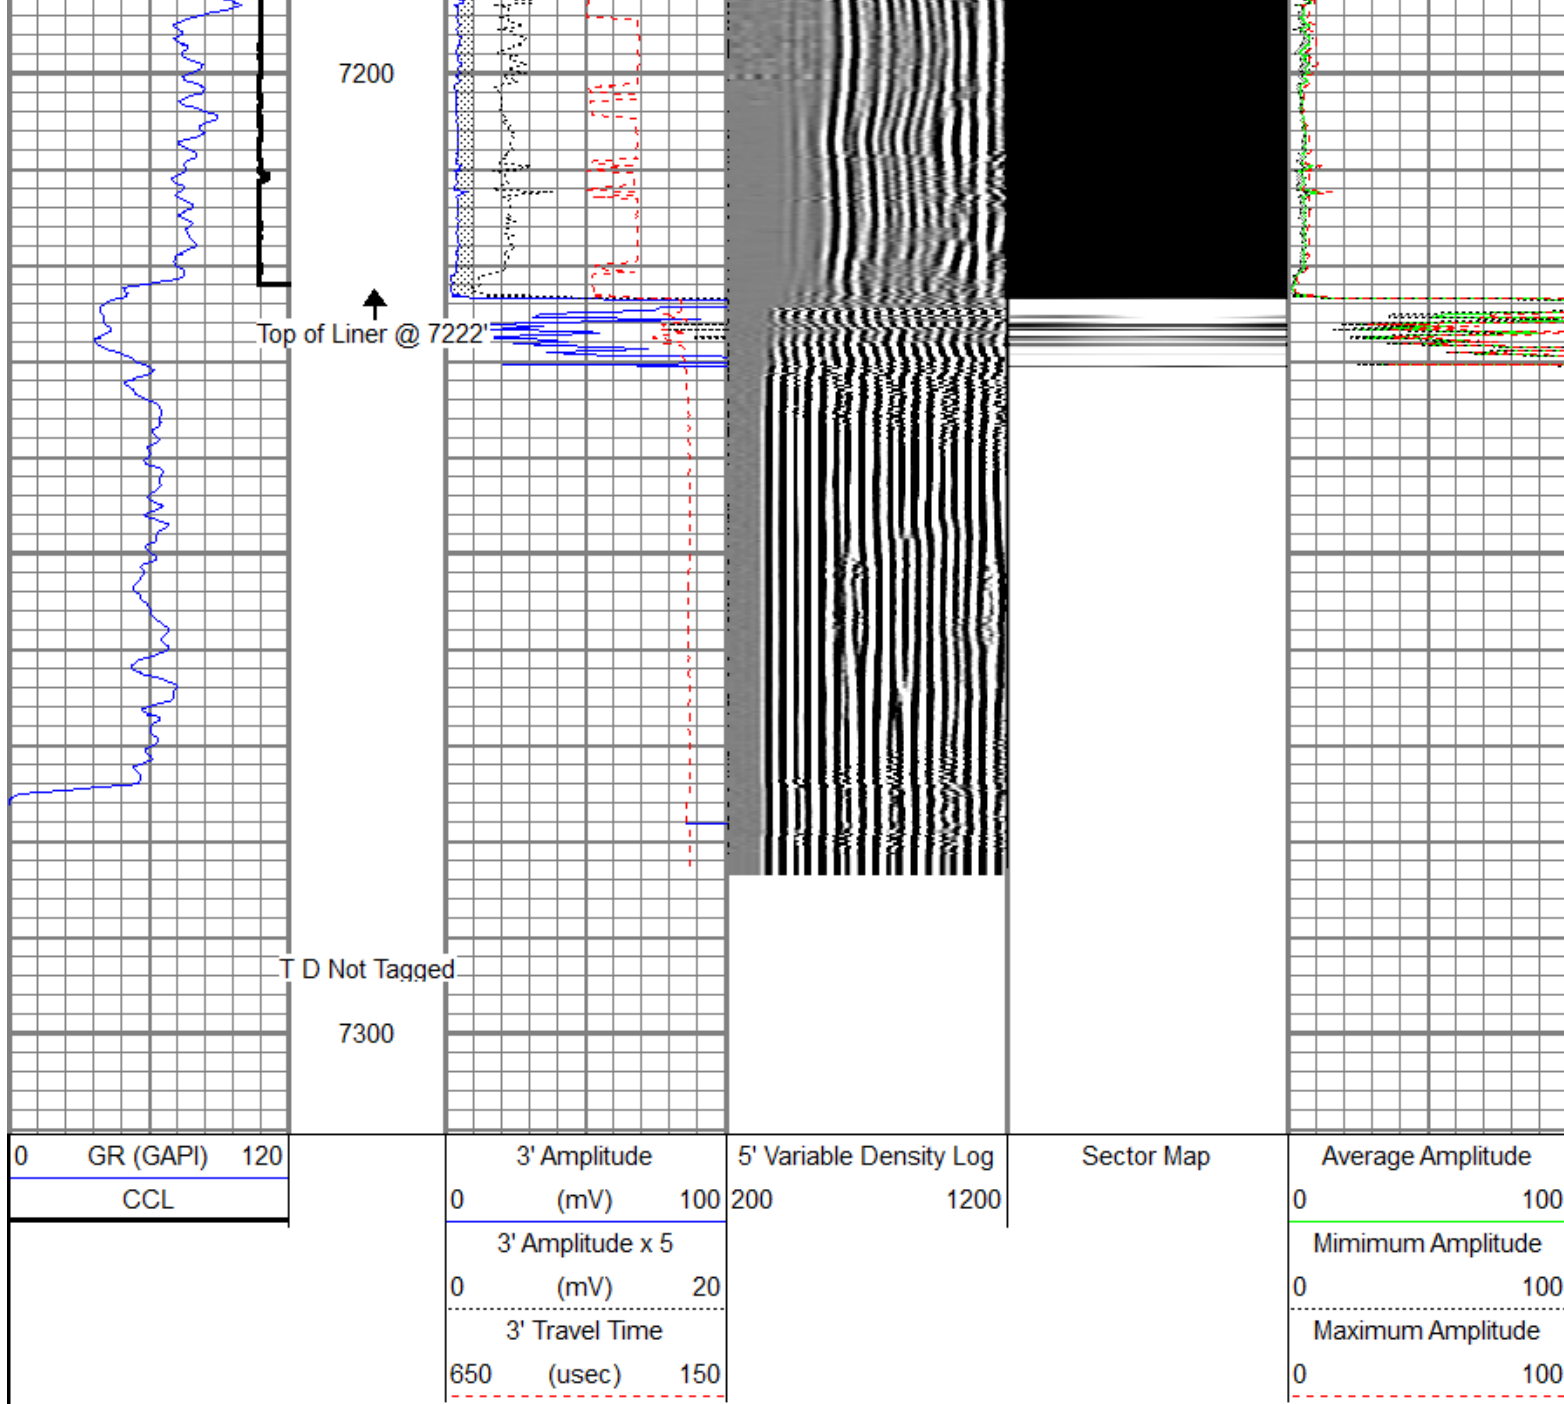 7200
Top of Liner @ 7222'
T D Not Tagged
7300
0 GR (GAPI) 120
CCL
3' Amplitude
0 (mV) 100
3' Amplitude x 5
0 (mV) 20
3' Travel Time
650 (usec) 150
5' Variable Density Log
200 1200
Sector Map
Average Amplitude
0 100
Mimimum Amplitude
0 100
Maximum Amplitude
0 100